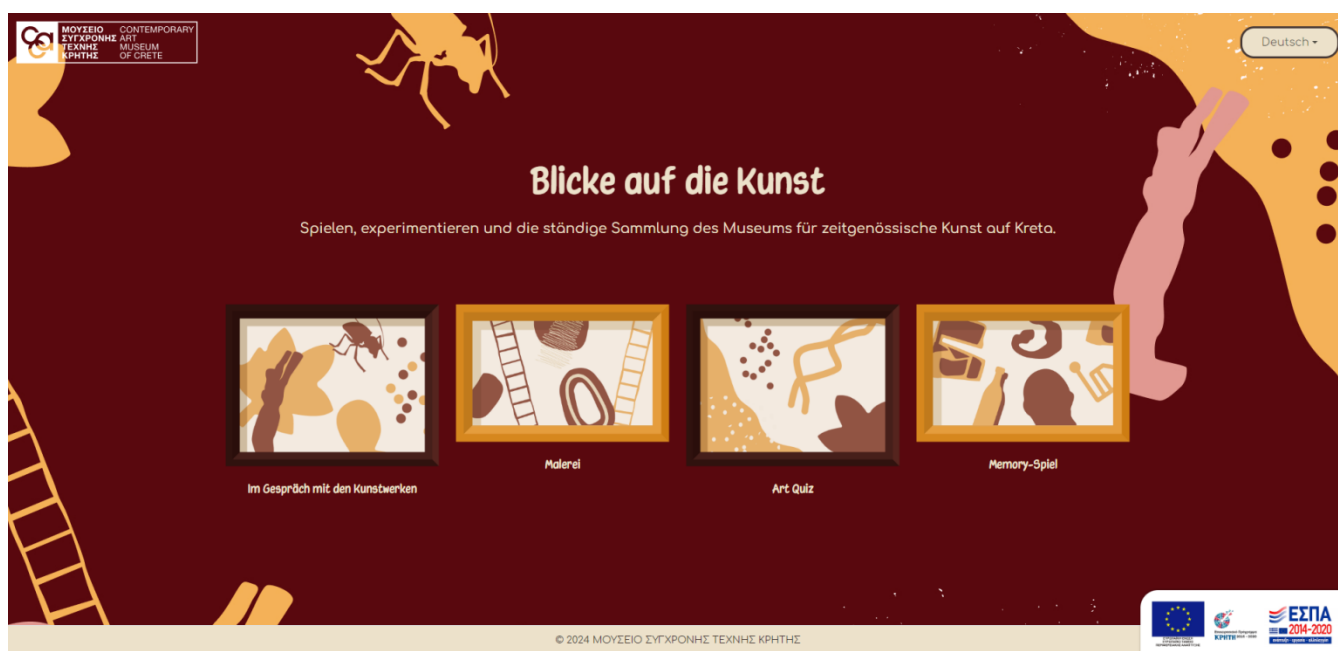 ΜΟΥΣΕΙΟ CONTEMPORARY
ΣΥΓΧΡΟΝΗΣ ART
ΤΕΧΝΗΣ MUSEUM
ΚΡΗΤΗΣ OF CRETE
Deutsch
Blicke auf die Kunst
Spielen, experimentieren und die ständige Sammlung des Museums für zeitgenössische Kunst auf Kreta.
Im Gespräch mit den Kunstwerken
Malerei
Art Quiz
Memory-Spiel
© 2024 ΜΟΥΣΕΙΟ ΣΥΓΧΡΟΝΗΣ ΤΕΧΝΗΣ ΚΡΗΤΗΣ
ΚΡΗΤΗ
ΕΣΠΑ
2014-2020